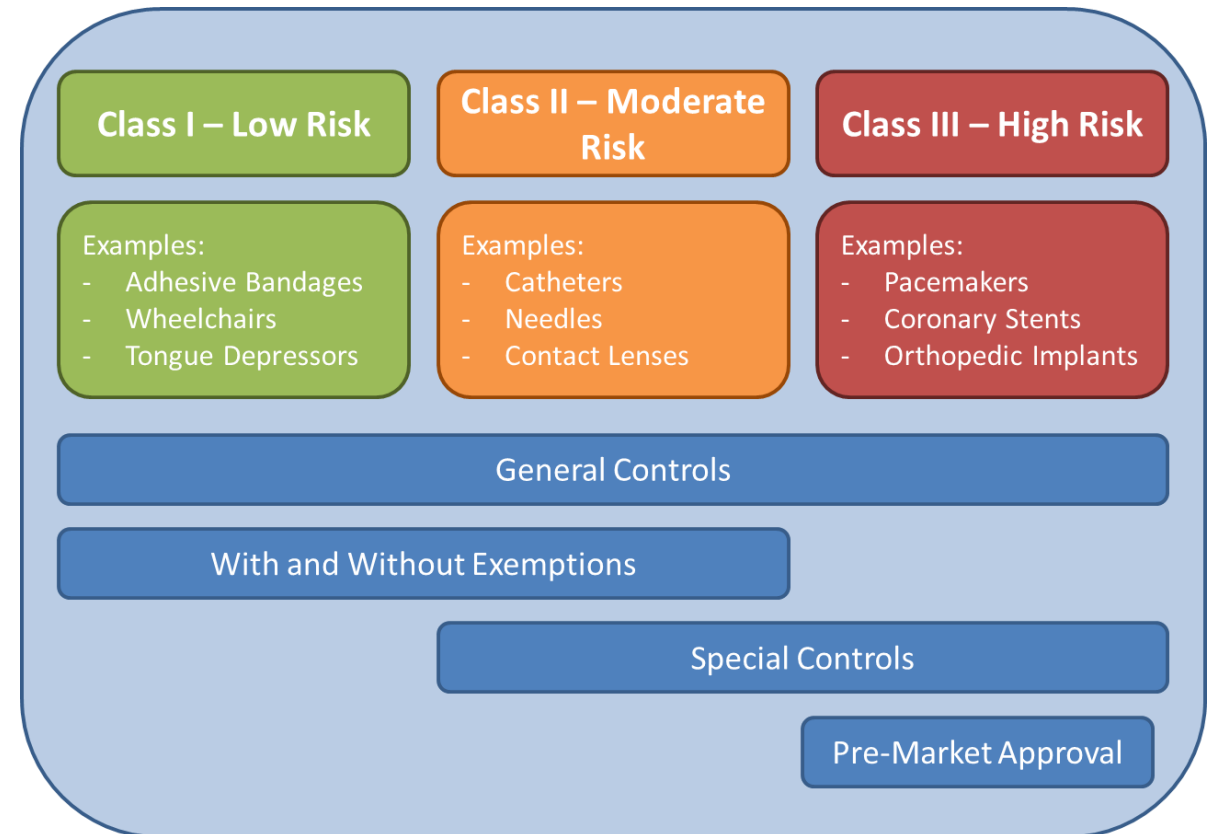 Class I – Low Risk
Class II – Moderate
Risk
Class III – High Risk
Examples:
- Adhesive Bandages
- Wheelchairs
- Tongue Depressors
Examples:
- Catheters
- Needles
- Contact Lenses
Examples:
- Pacemakers
- Coronary Stents
- Orthopedic Implants
General Controls
With and Without Exemptions
Special Controls
Pre-Market Approval